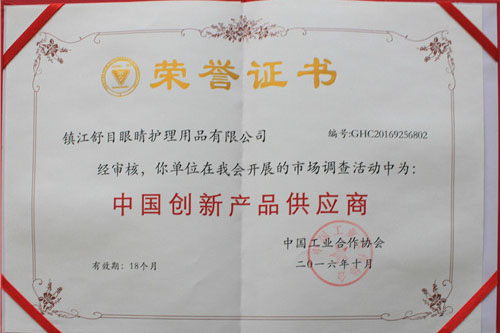 荣誉证书
镇江舒目眼睛护理用品有限公司 编号:GHC20169256802
经审核，你单位在我会开展的市场调查活动中为:
中国创新产品供应商
中国工业合作协会
有效期: 18个月 二〇一六年十月